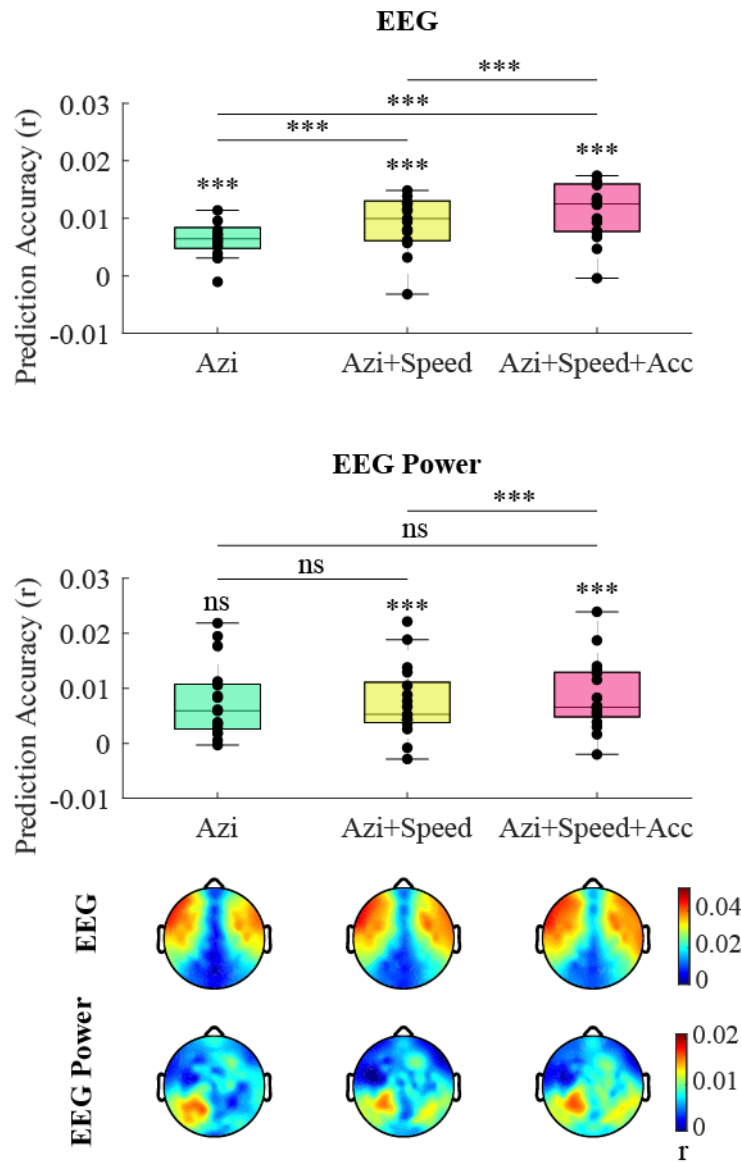 EEG
***
***
***
0.03
0.02
0.01
0
-0.01
***
***
***
Prediction Accuracy (r)
Azi
Azi+Speed
Azi+Speed+Acc
EEG Power
***
ns
ns
0.03
0.02
0.01
0
-0.01
ns
***
***
Prediction Accuracy (r)
Azi
Azi+Speed
Azi+Speed+Acc
EEG
0.04
0.02
0
EEG Power
0.02
0.01
0
r